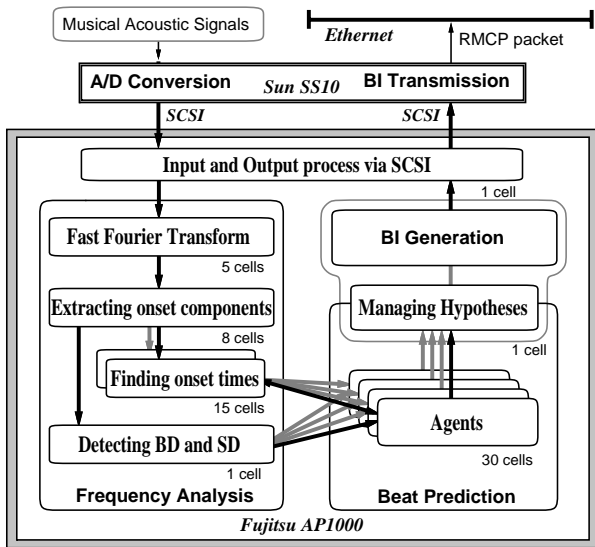 Musical Acoustic Signals
Ethernet
RMCP packet
A/D Conversion
Sun SS10
BI Transmission
SCSI
SCSI
Input and Output process via SCSI
1 cell
Fast Fourier Transform
5 cells
BI Generation
Extracting onset components
8 cells
Managing Hypotheses
1 cell
Finding onset times
15 cells
Agents
30 cells
Detecting BD and SD
1 cell
Frequency Analysis
Beat Prediction
Fujitsu AP1000